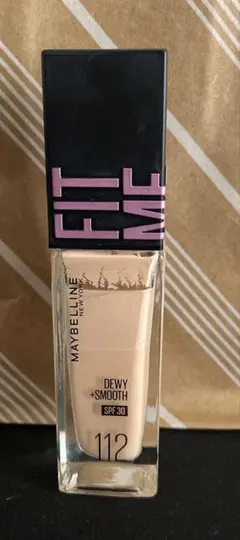 FIT
ME
MAYBELLINE
NEW YORK
DEWY
+SMOOTH
SPF 30
112